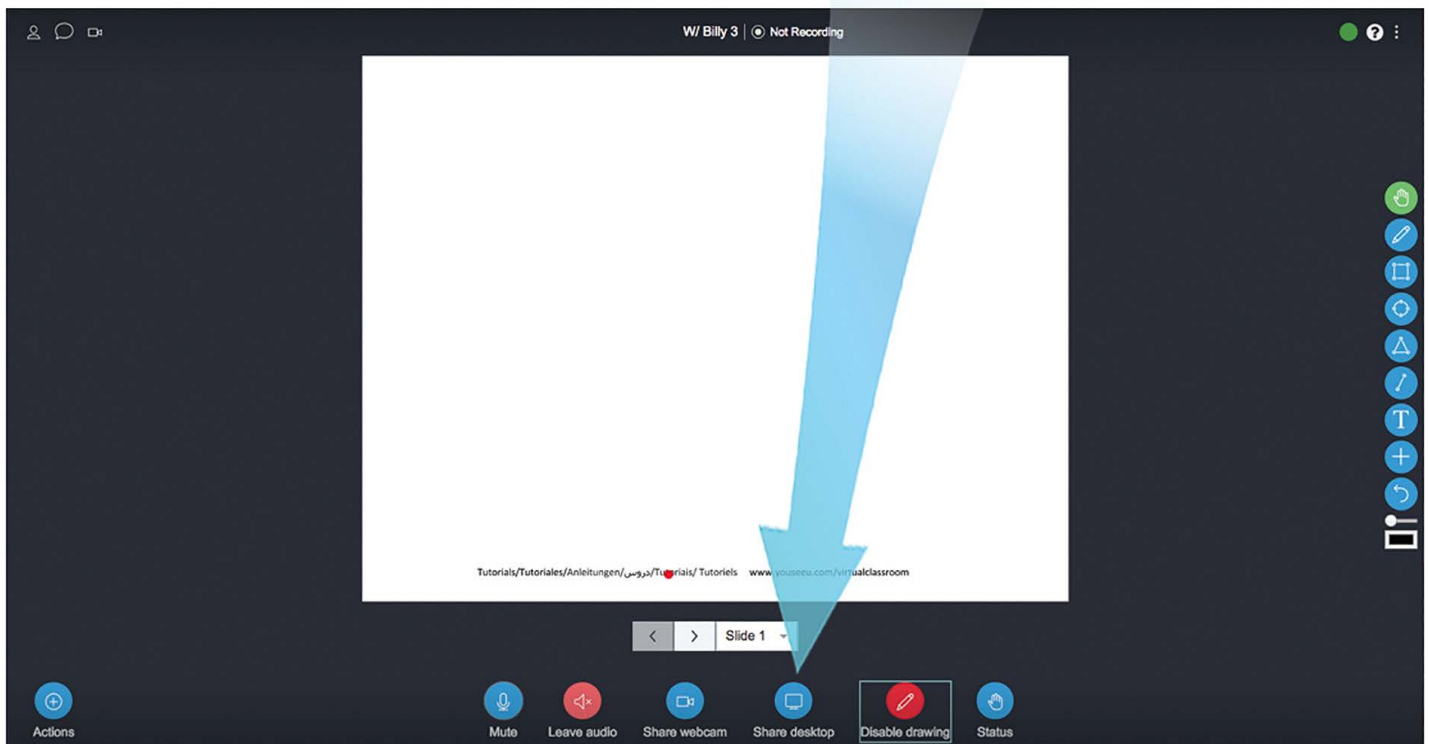 W/ Billy 3 | Not Recording
Tutorials/Tutoriales/Anleitungen/دروس/Tutoriais/ Tutoriels www.youseeu.com/virtualclassroom
Slide 1
Actions
Mute
Leave audio
Share webcam
Share desktop
Disable drawing
Status
T